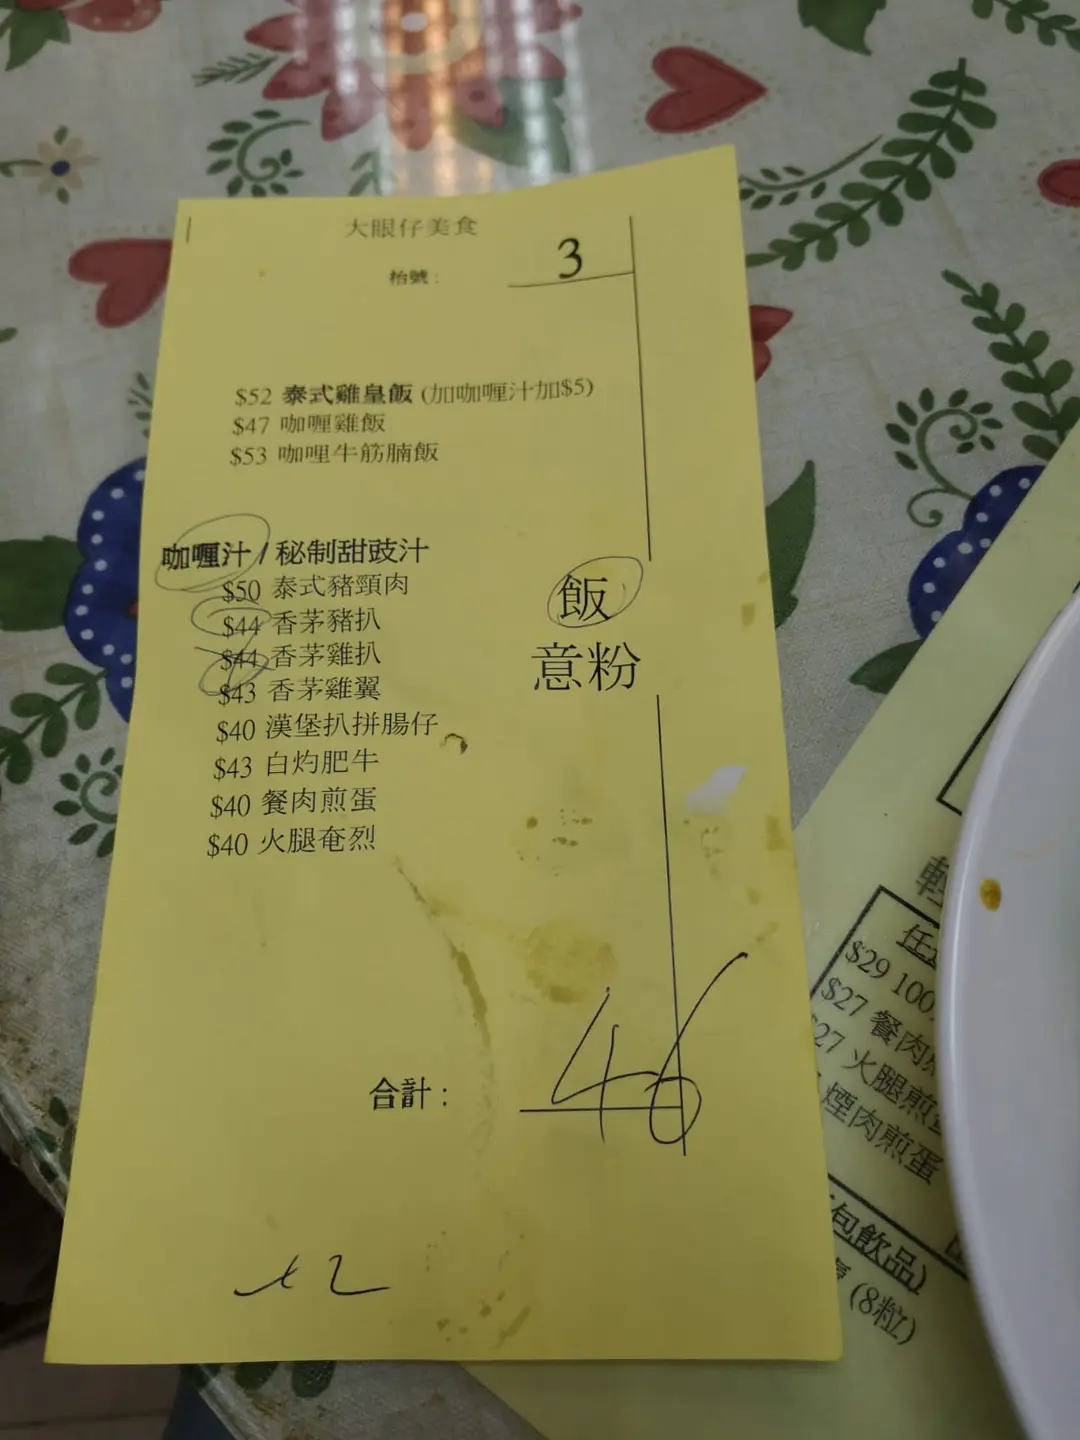 大眼仔美食
枱號：
3
$52 泰式雞皇飯 (加咖喱汁加$5)
$47 咖喱雞飯
$53 咖哩牛筋腩飯
咖喱汁 / 秘制甜豉汁
$50 泰式豬頸肉
$44 香茅豬扒
$44 香茅雞扒
$43 香茅雞翼
$40 漢堡扒拼腸仔
$43 白灼肥牛
$40 餐肉煎蛋
$40 火腿奄烈
飯
意粉
合計：
46
輕
$29 100
$27 餐肉
27 火腿煎蛋
煙肉煎蛋
包飲品)
(8粒)